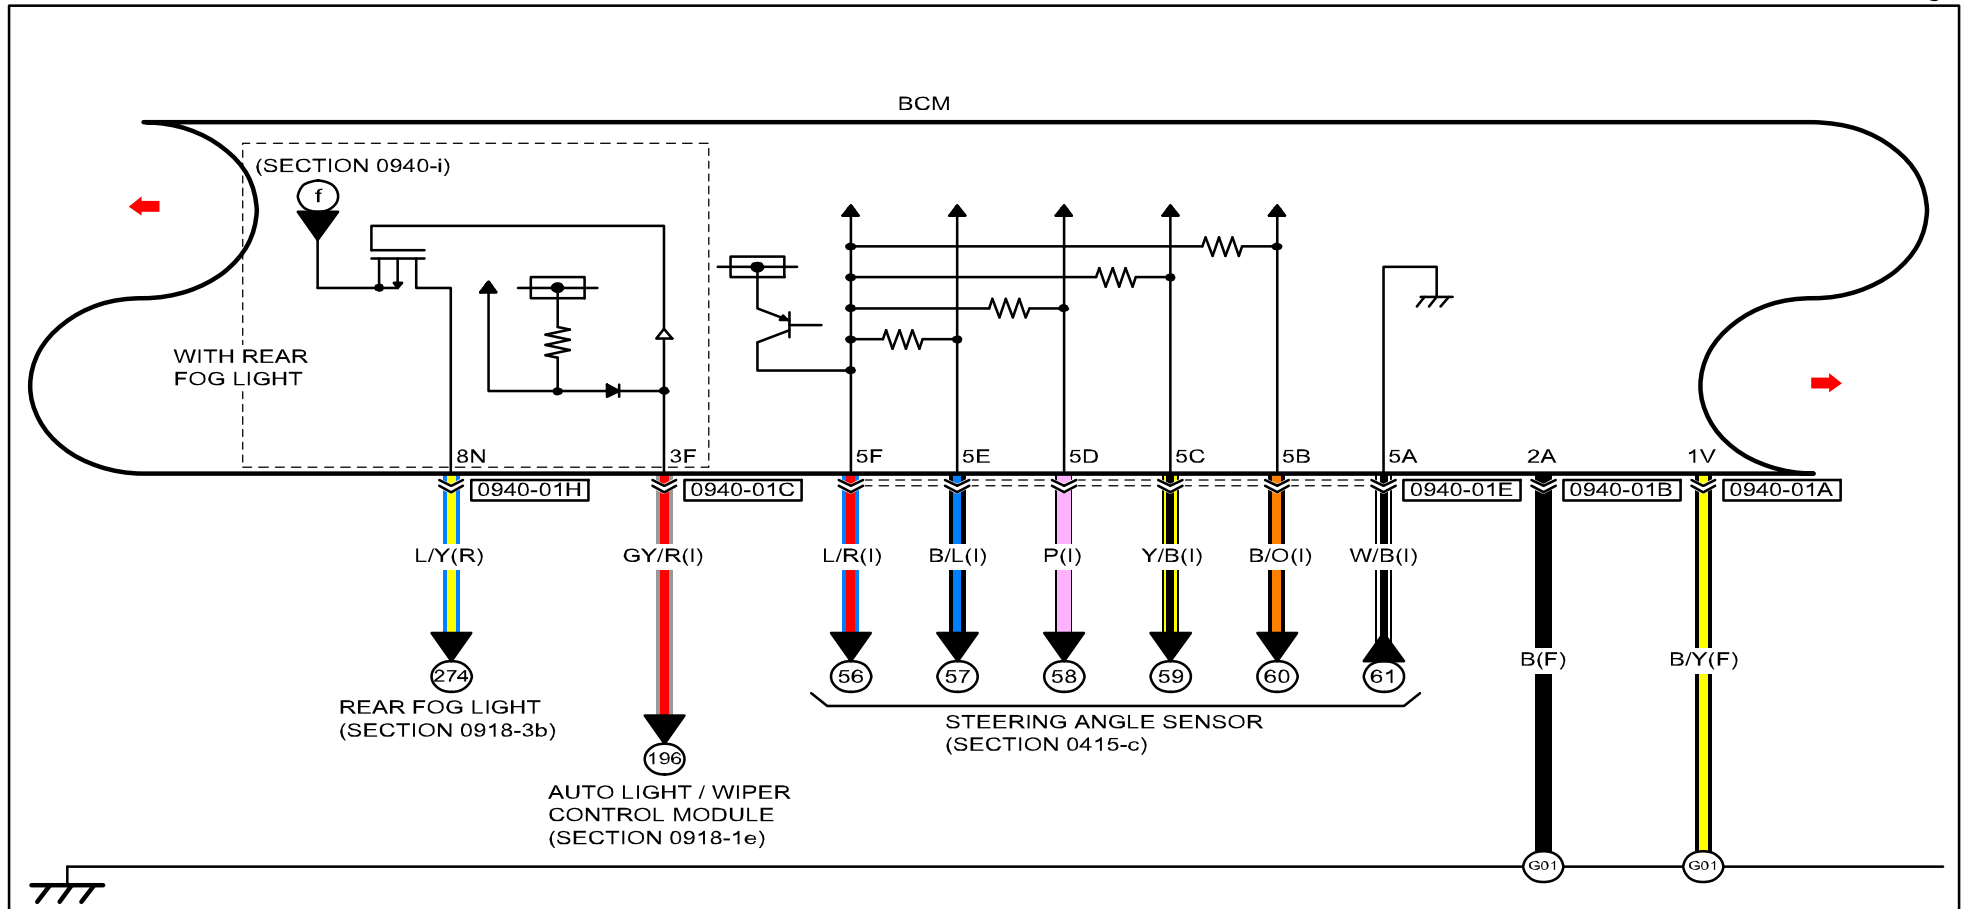 BCM
(SECTION 0940-i)
f
WITH REAR
FOG LIGHT
8N
3F
5F
5E
5D
5C
5B
5A
2A
1V
0940-01H
0940-01C
0940-01E
0940-01B
0940-01A
L/Y(R)
GY/R(I)
L/R(I)
B/L(I)
P(I)
Y/B(I)
B/O(I)
W/B(I)
B(F)
B/Y(F)
274
56
57
58
59
60
61
REAR FOG LIGHT
(SECTION 0918-3b)
STEERING ANGLE SENSOR
(SECTION 0415-c)
196
AUTO LIGHT / WIPER
CONTROL MODULE
(SECTION 0918-1e)
G01
G01